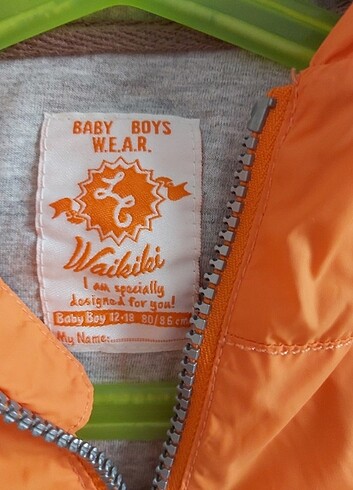 BABY BOYS
W.E.A.R.
LC
Waikiki
I am specially
designed for you!
Baby Boy 12-18 80/86 cm
My Name: